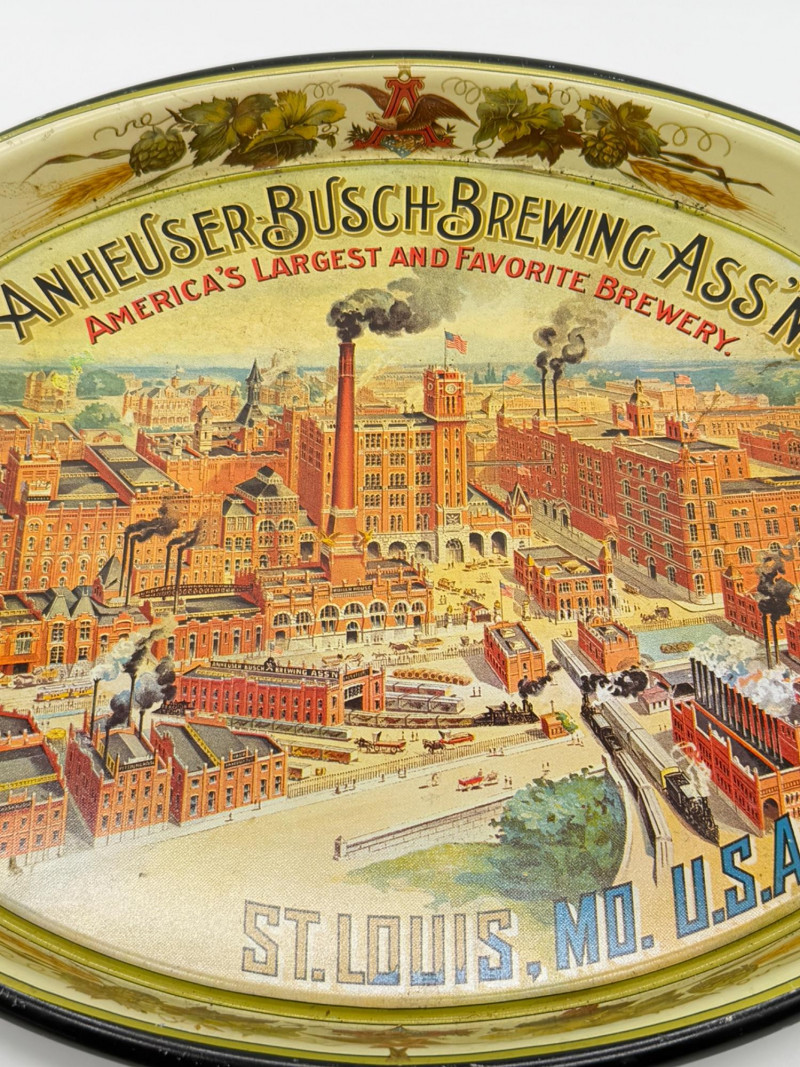 A
ANHEUSER-BUSCH BREWING ASS'N.
AMERICA'S LARGEST AND FAVORITE BREWERY.
ANHEUSER BUSCH BREWING ASS'N
ST. LOUIS, MO. U.S.A